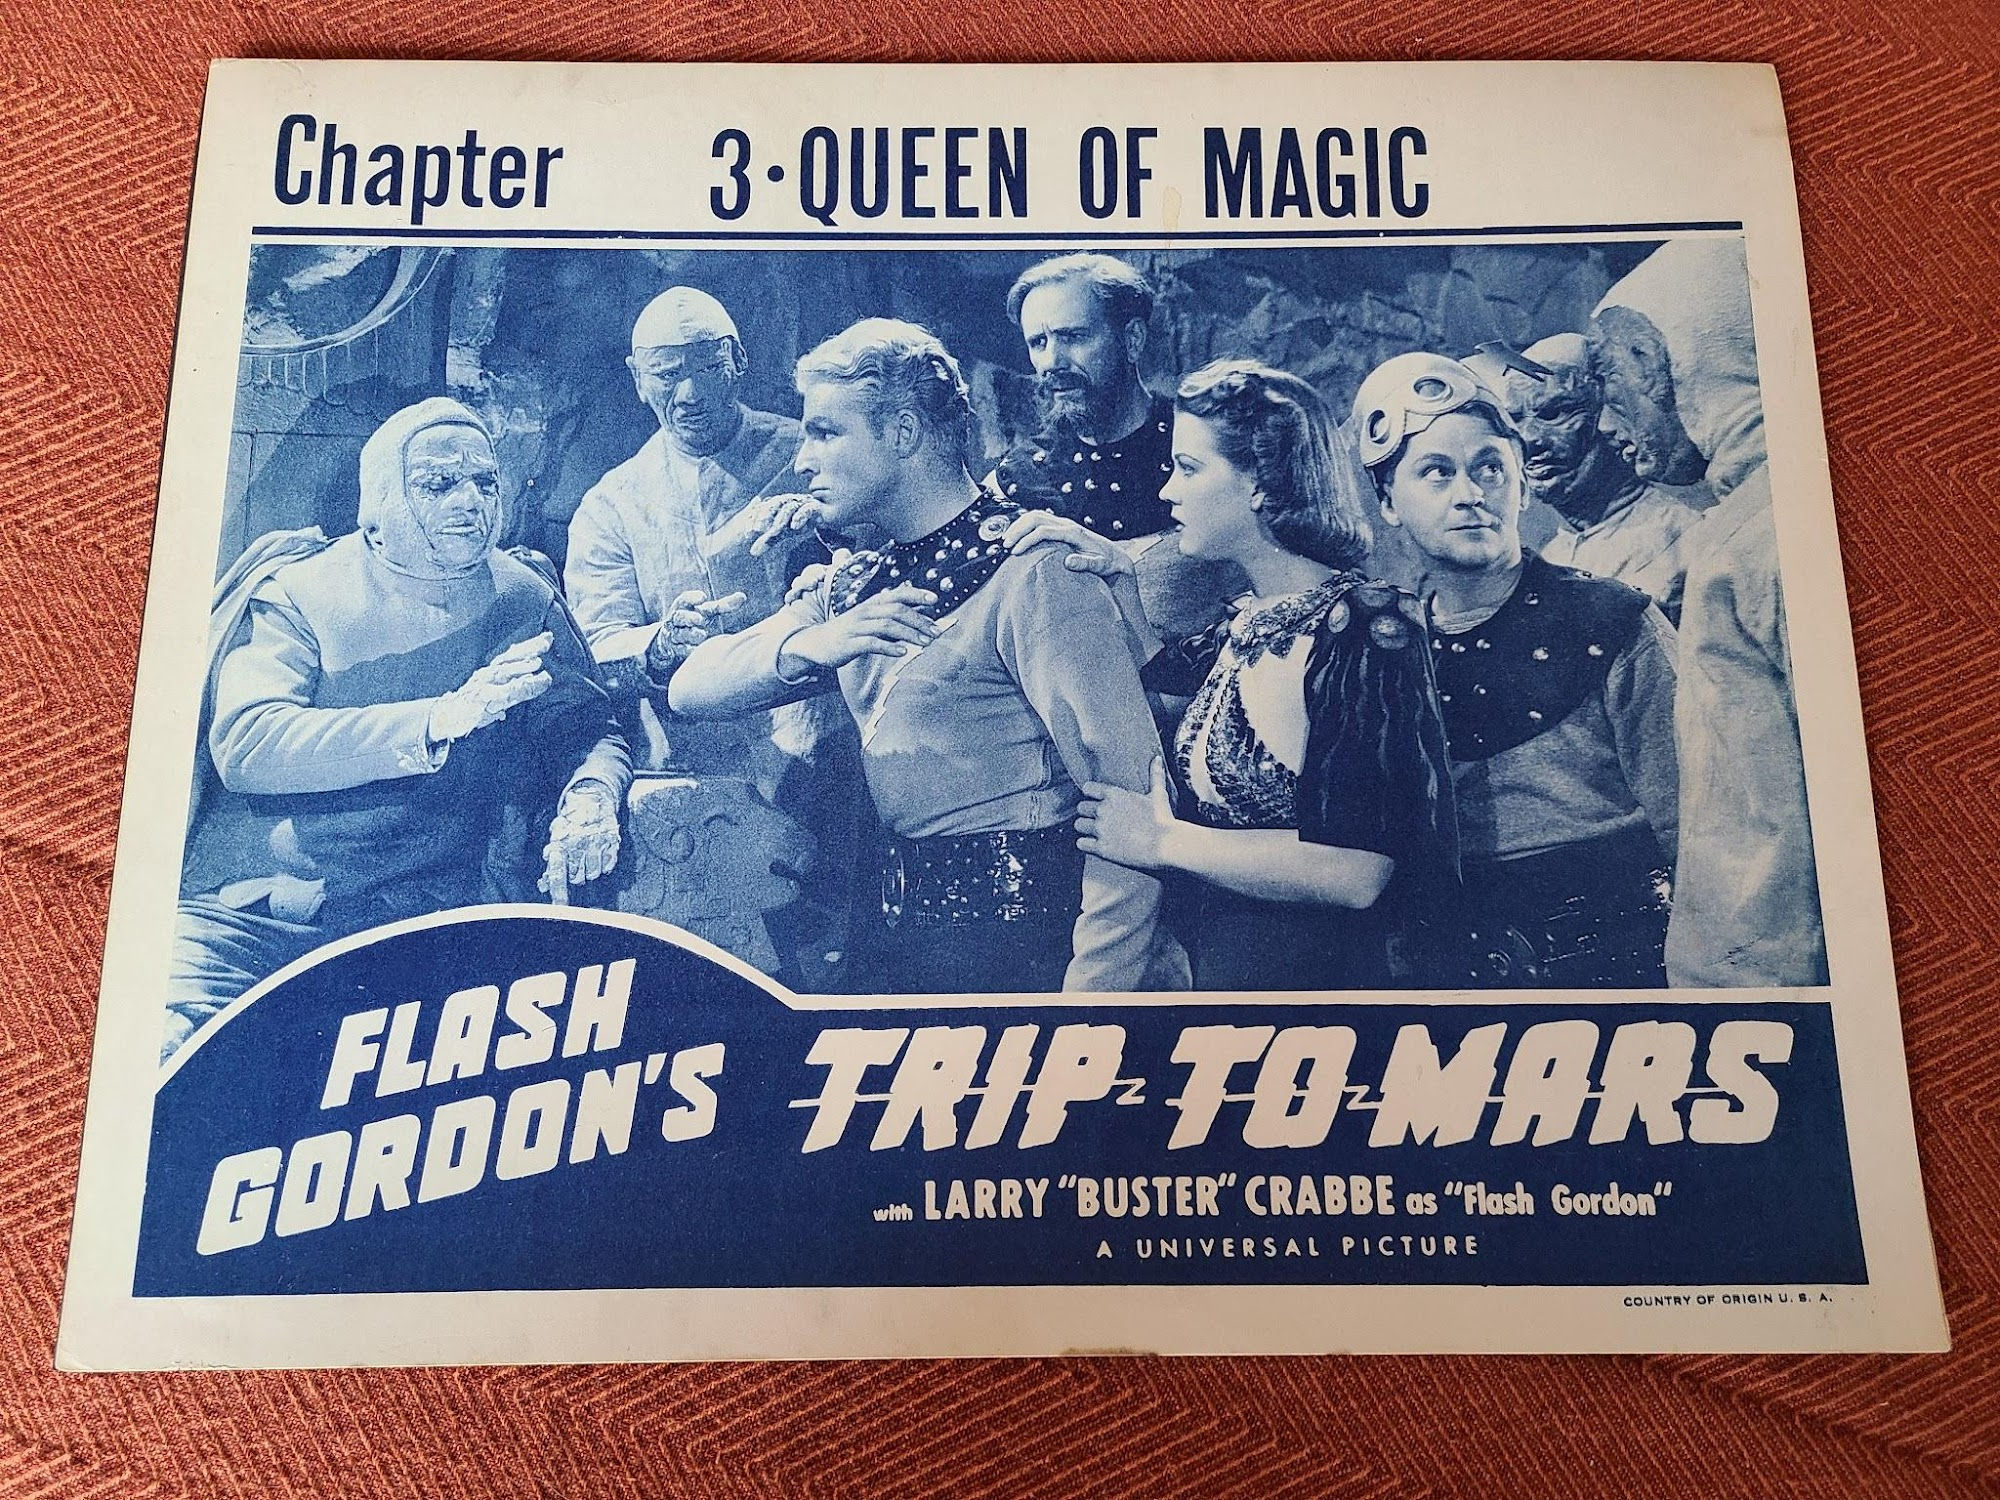 Chapter 3 · QUEEN OF MAGIC
FLASH
GORDON'S
TRIP TO MARS
with LARRY "BUSTER" CRABBE as "Flash Gordon"
A UNIVERSAL PICTURE
COUNTRY OF ORIGIN U. S. A.